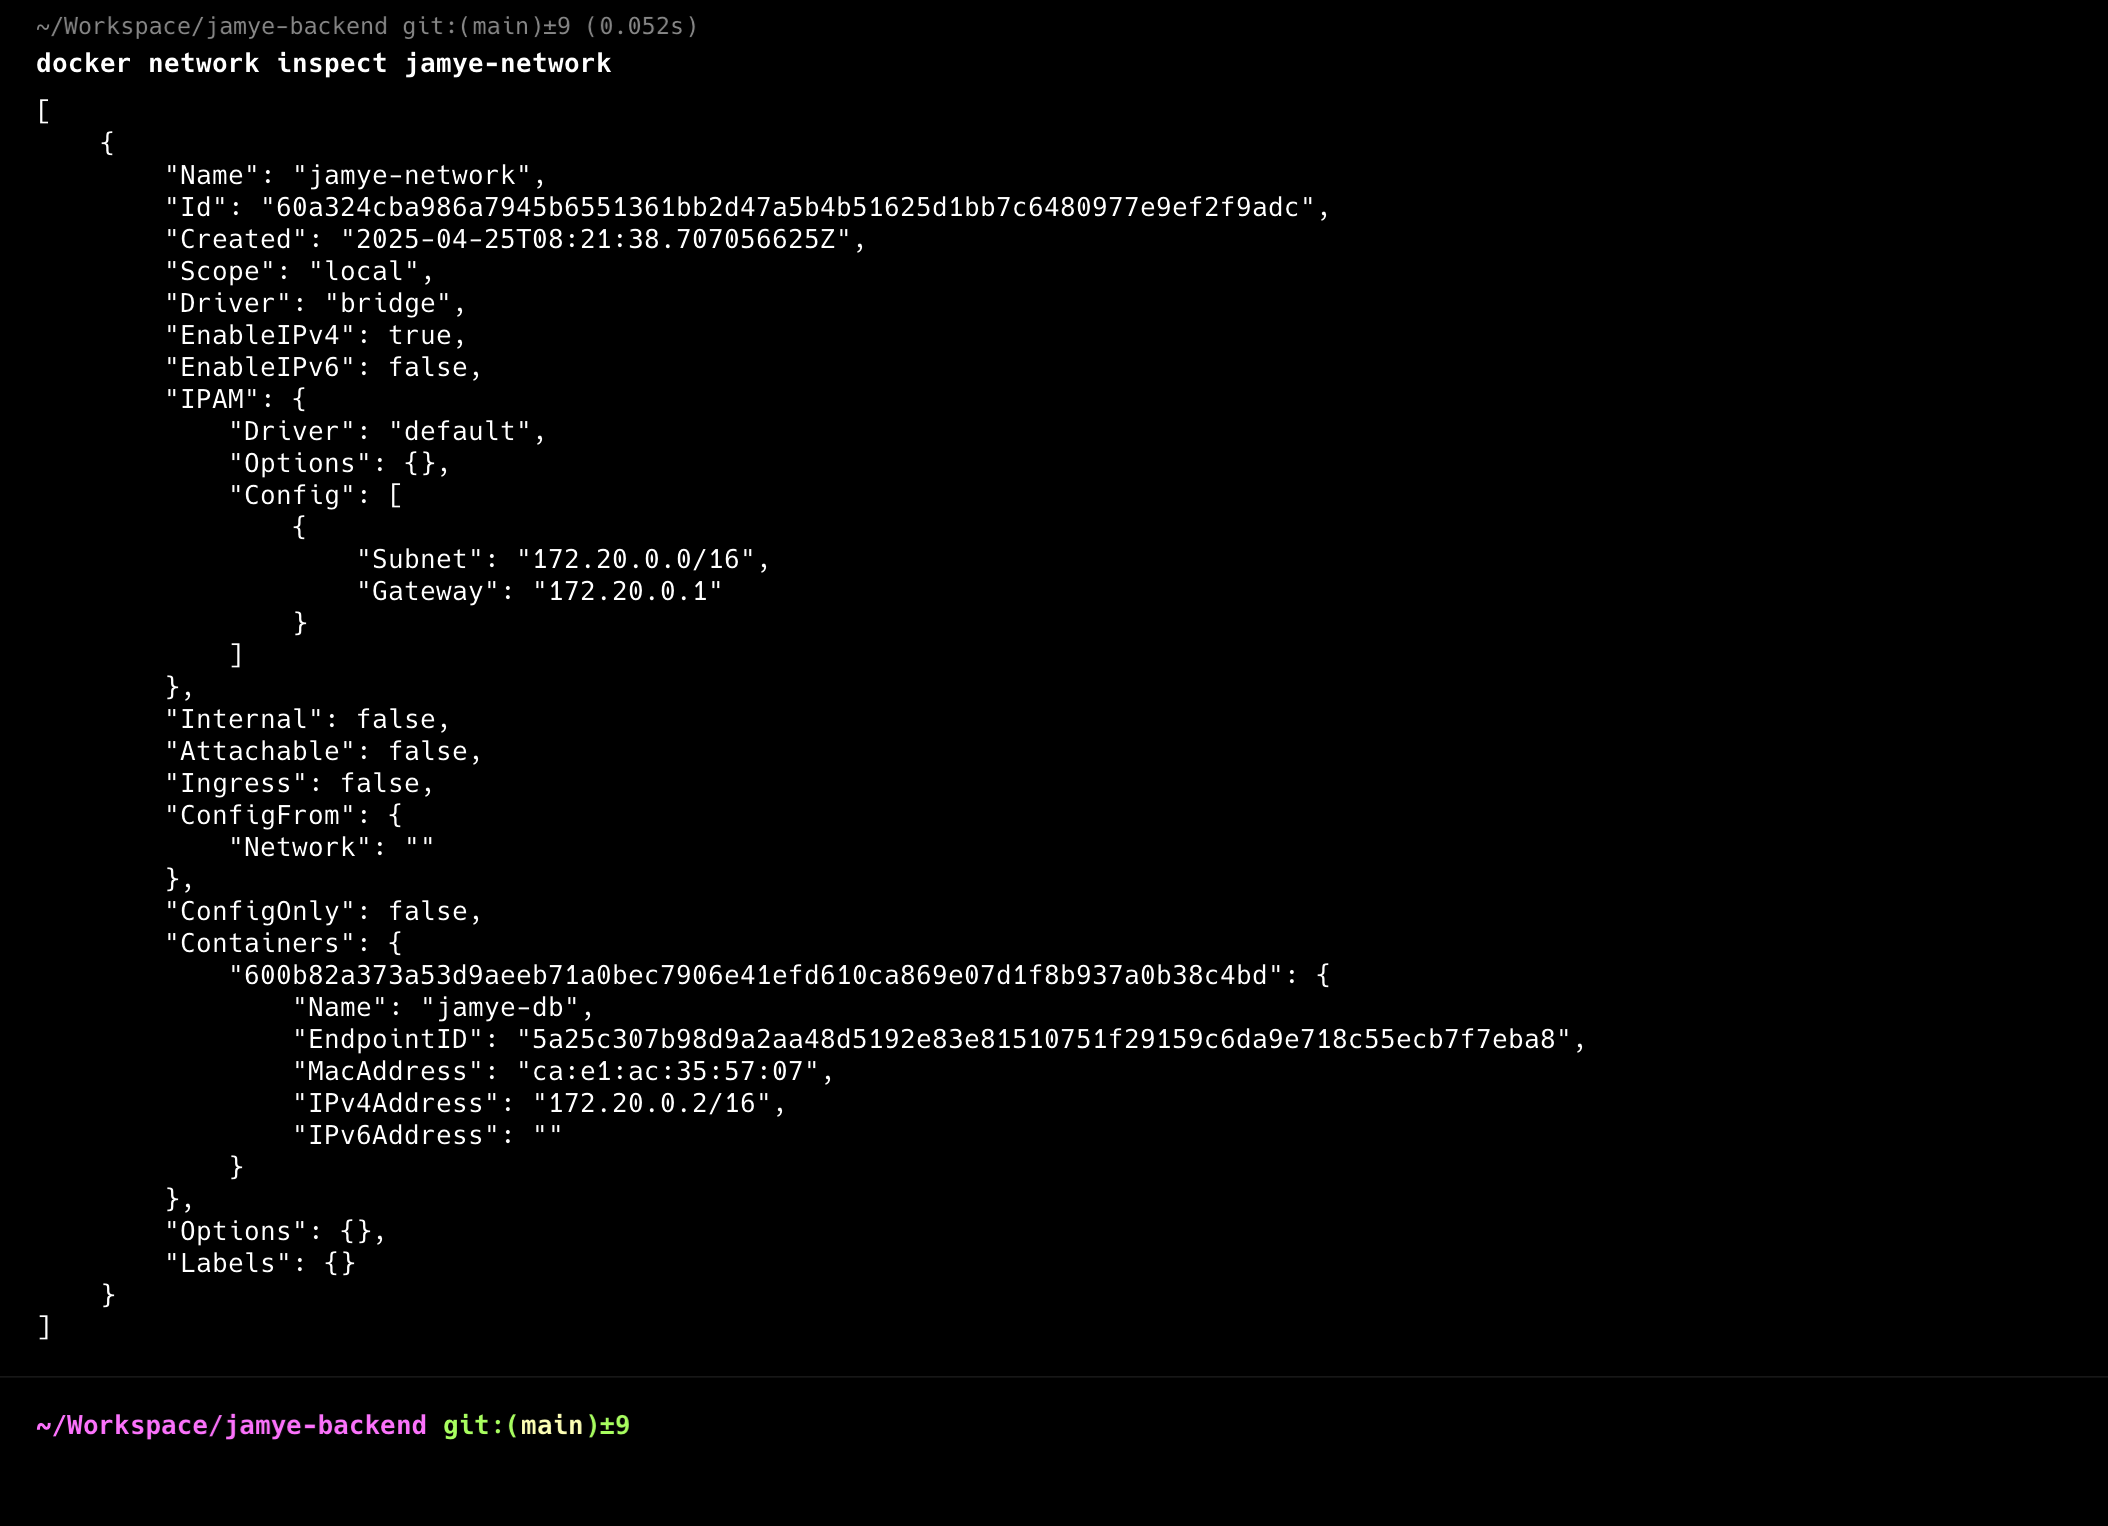 ~/Workspace/jamye-backend git:(main)±9 (0.052s)
docker network inspect jamye-network
[
    {
        "Name": "jamye-network",
        "Id": "60a324cba986a7945b6551361bb2d47a5b4b51625d1bb7c6480977e9ef2f9adc",
        "Created": "2025-04-25T08:21:38.707056625Z",
        "Scope": "local",
        "Driver": "bridge",
        "EnableIPv4": true,
        "EnableIPv6": false,
        "IPAM": {
            "Driver": "default",
            "Options": {},
            "Config": [
                {
                    "Subnet": "172.20.0.0/16",
                    "Gateway": "172.20.0.1"
                }
            ]
        },
        "Internal": false,
        "Attachable": false,
        "Ingress": false,
        "ConfigFrom": {
            "Network": ""
        },
        "ConfigOnly": false,
        "Containers": {
            "600b82a373a53d9aeeb71a0bec7906e41efd610ca869e07d1f8b937a0b38c4bd": {
                "Name": "jamye-db",
                "EndpointID": "5a25c307b98d9a2aa48d5192e83e81510751f29159c6da9e718c55ecb7f7eba8",
                "MacAddress": "ca:e1:ac:35:57:07",
                "IPv4Address": "172.20.0.2/16",
                "IPv6Address": ""
            }
        },
        "Options": {},
        "Labels": {}
    }
]
~/Workspace/jamye-backend git:(main)±9